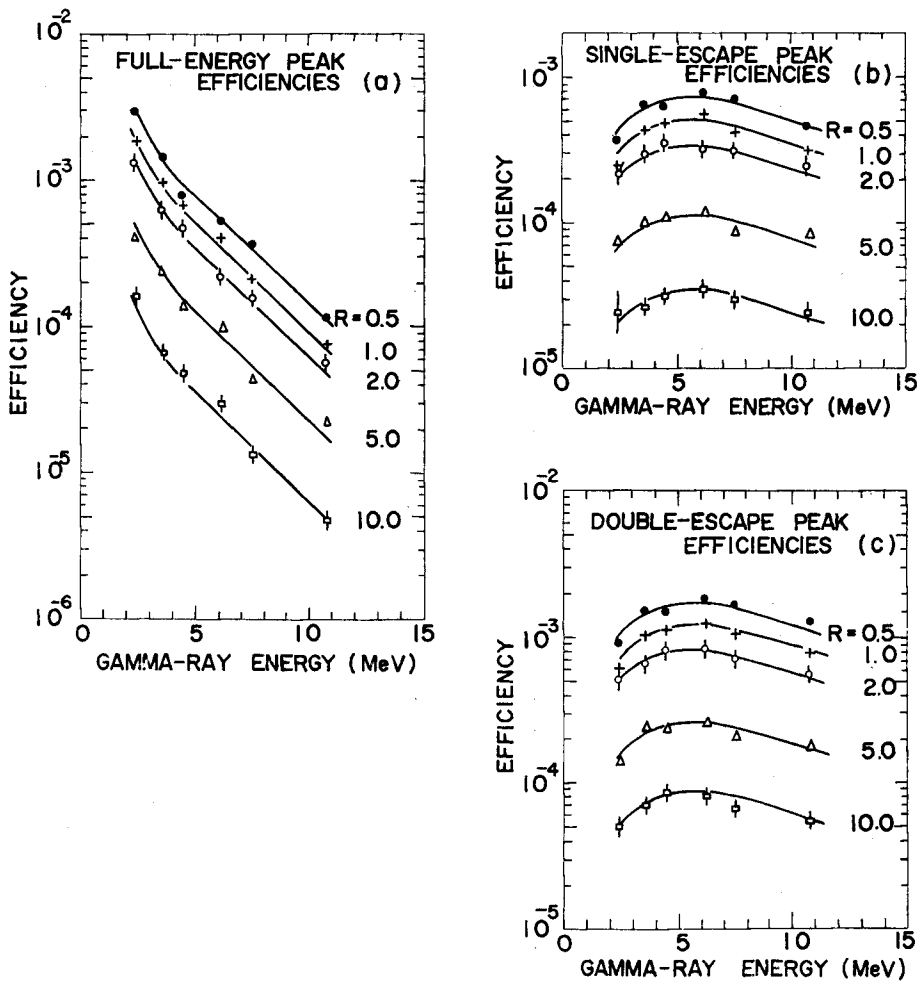 FULL-ENERGY PEAK
EFFICIENCIES (a)
10⁻²
10⁻³
10⁻⁴
10⁻⁵
10⁻⁶
EFFICIENCY
R=0.5
1.0
2.0
5.0
10.0
0 5 10 15
GAMMA-RAY ENERGY (MeV)
SINGLE-ESCAPE PEAK
EFFICIENCIES (b)
10⁻³
10⁻⁴
10⁻⁵
EFFICIENCY
R=0.5
1.0
2.0
5.0
10.0
0 5 10 15
GAMMA-RAY ENERGY (MeV)
DOUBLE-ESCAPE PEAK
EFFICIENCIES (c)
10⁻²
10⁻³
10⁻⁴
10⁻⁵
EFFICIENCY
R=0.5
1.0
2.0
5.0
10.0
0 5 10 15
GAMMA-RAY ENERGY (MeV)